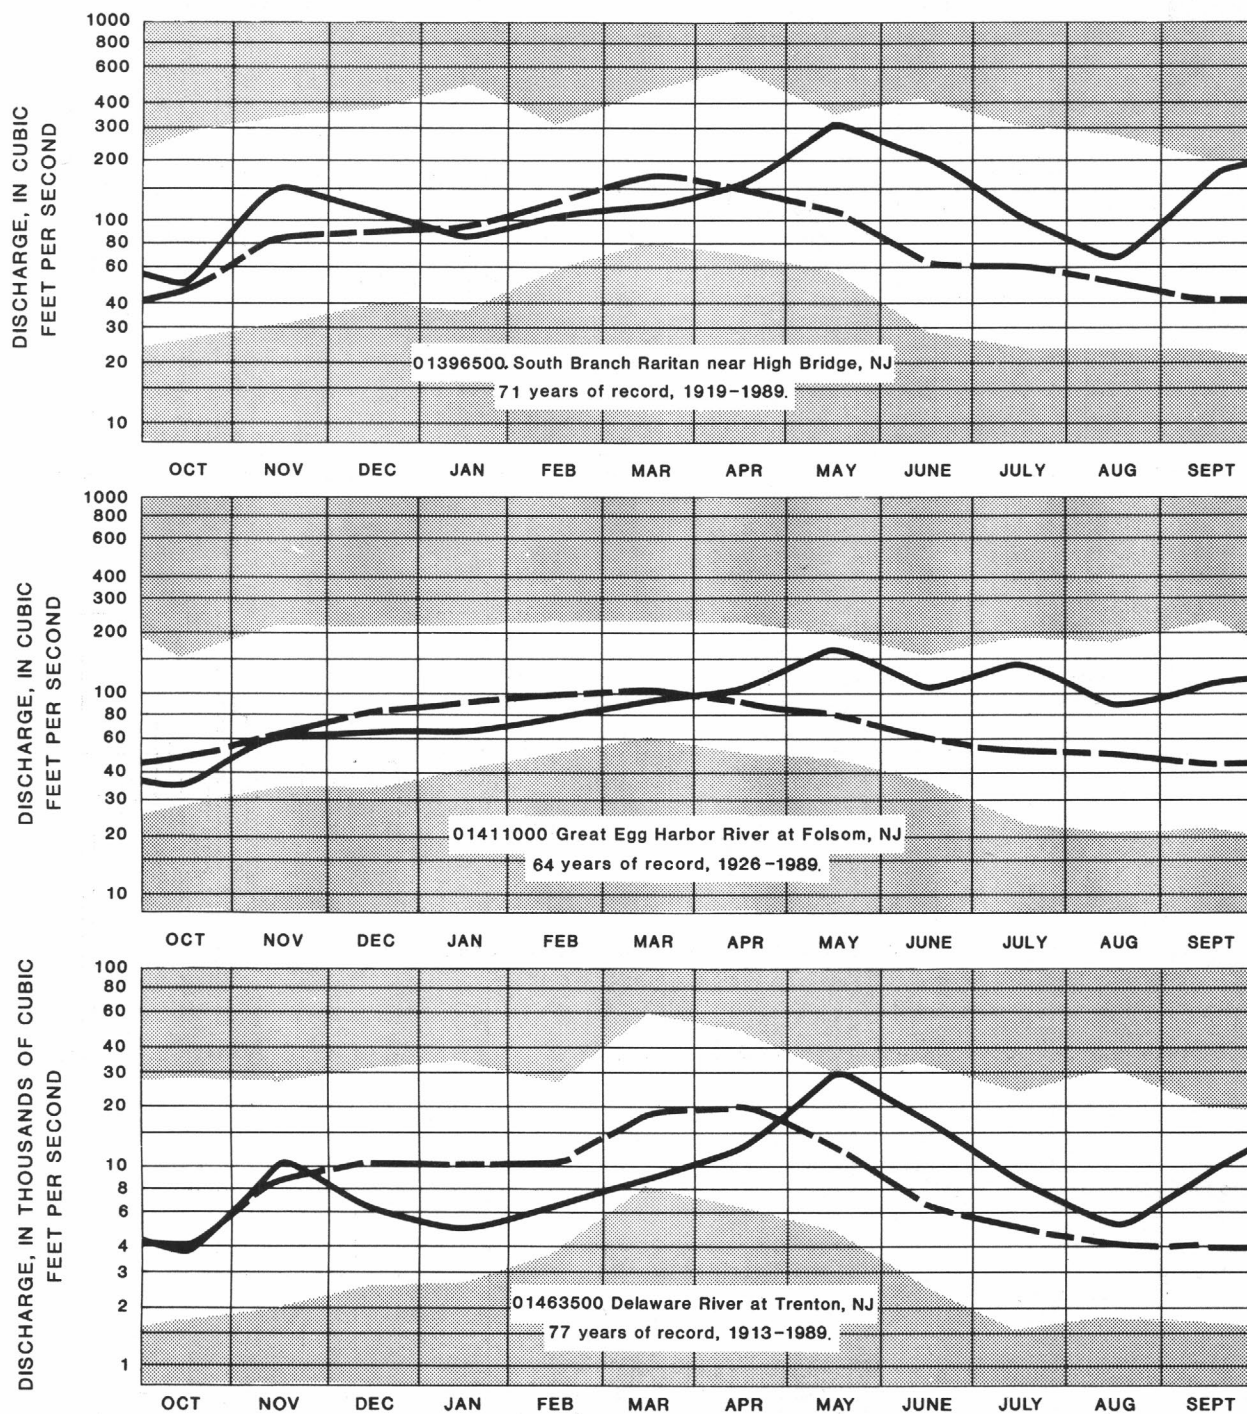 DISCHARGE, IN CUBIC
FEET PER SECOND
1000
800
600
400
300
200
100
80
60
40
30
20
10
01396500. South Branch Raritan near High Bridge, NJ
71 years of record, 1919-1989.
OCT NOV DEC JAN FEB MAR APR MAY JUNE JULY AUG SEPT
DISCHARGE, IN CUBIC
FEET PER SECOND
1000
800
600
400
300
200
100
80
60
40
30
20
10
01411000 Great Egg Harbor River at Folsom, NJ
64 years of record, 1926-1989.
OCT NOV DEC JAN FEB MAR APR MAY JUNE JULY AUG SEPT
DISCHARGE, IN THOUSANDS OF CUBIC
FEET PER SECOND
100
80
60
40
30
20
10
8
6
4
3
2
1
01463500 Delaware River at Trenton, NJ
77 years of record, 1913-1989.
OCT NOV DEC JAN FEB MAR APR MAY JUNE JULY AUG SEPT